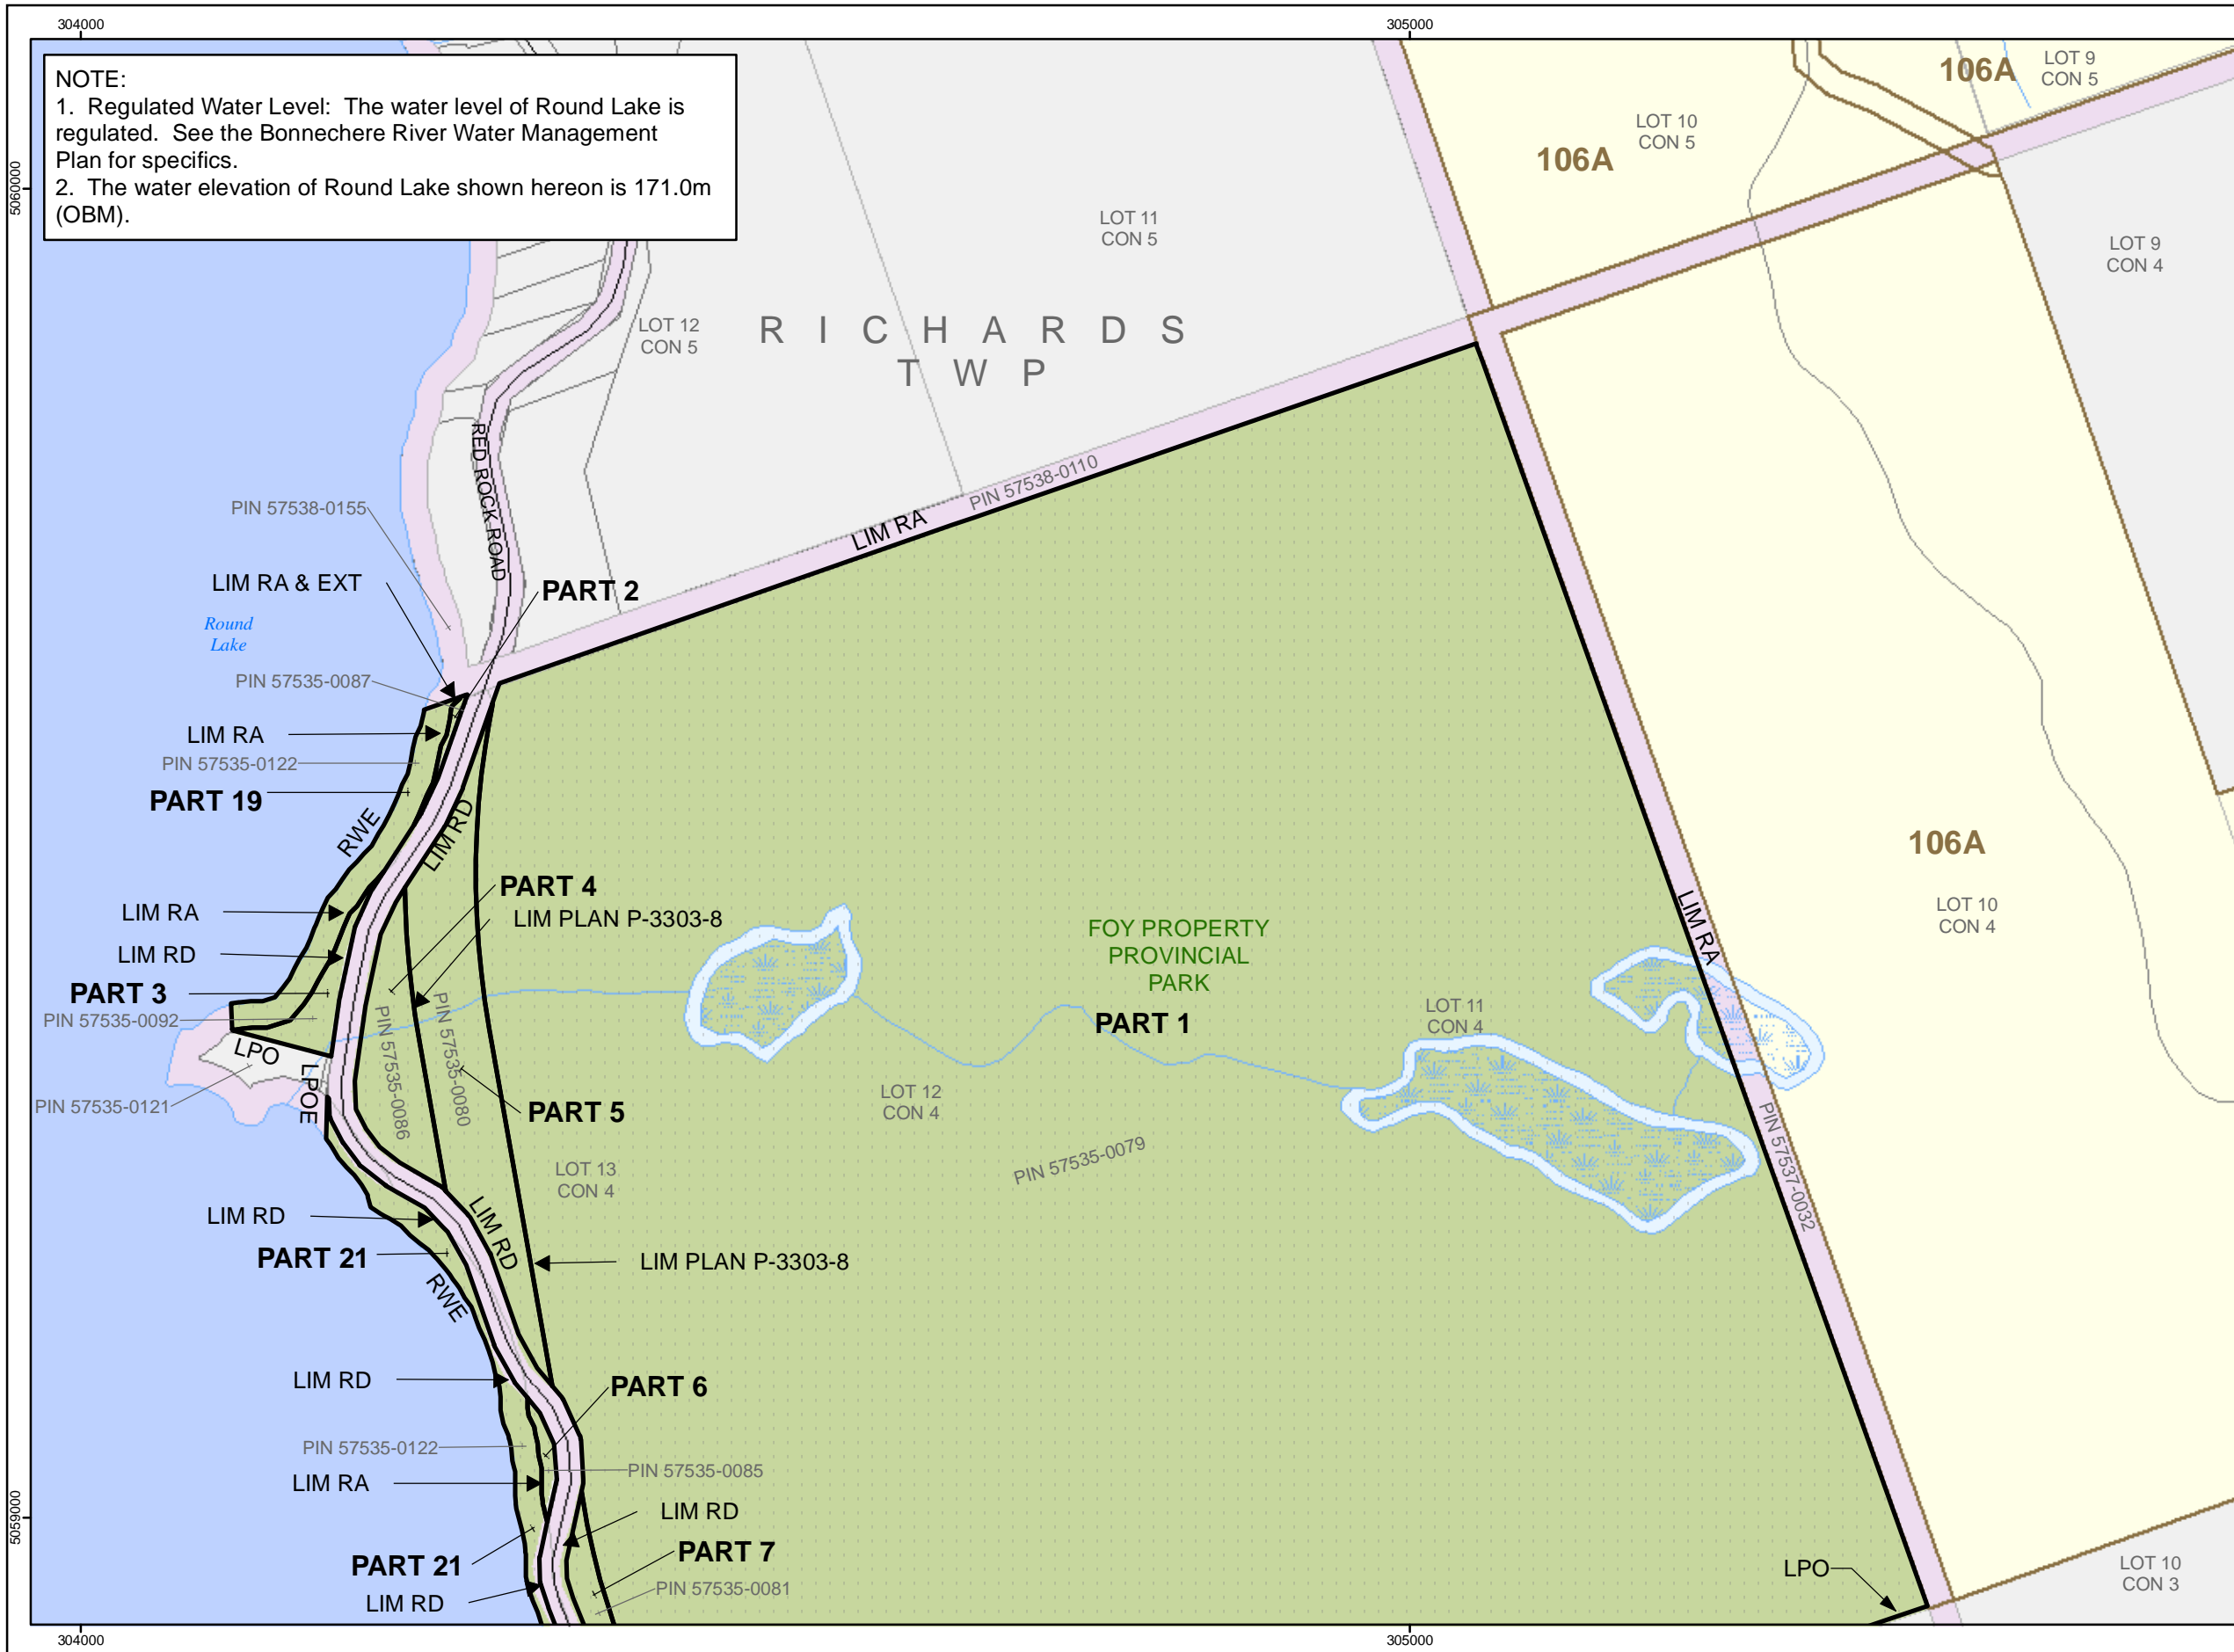 304000
305000
NOTE:
1. Regulated Water Level: The water level of Round Lake is
regulated. See the Bonnechere River Water Management
Plan for specifics.
2. The water elevation of Round Lake shown hereon is 171.0m
(OBM).
106A
LOT 9
CON 5
LOT 10
CON 5
106A
5060000
LOT 11
CON 5
LOT 9
CON 4
LOT 12
CON 5
RICHARDS
TWP
RED ROCK ROAD
PIN 57538-0110
LIM RA
PIN 57538-0155
LIM RA & EXT
PART 2
Round
Lake
PIN 57535-0087
LIM RA
PIN 57535-0122
PART 19
RWE
LIM RD
106A
PART 4
LIM PLAN P-3303-8
LIM RA
LOT 10
CON 4
FOY PROPERTY
PROVINCIAL
PARK
PART 1
LIM RA
LIM RD
PART 3
PIN 57535-0092
LOT 11
CON 4
LPO
LPOE
PIN 57535-0086
PIN 57535-0080
PIN 57535-0121
PART 5
LOT 12
CON 4
PIN 57535-0079
PIN 57537-0032
LOT 13
CON 4
LIM RD
LIM RD
PART 21
LIM PLAN P-3303-8
RWE
LIM RD
PART 6
PIN 57535-0122
PIN 57535-0085
LIM RA
5059000
LIM RD
PART 7
PART 21
PIN 57535-0081
LIM RD
LPO
LOT 10
CON 3
304000
305000